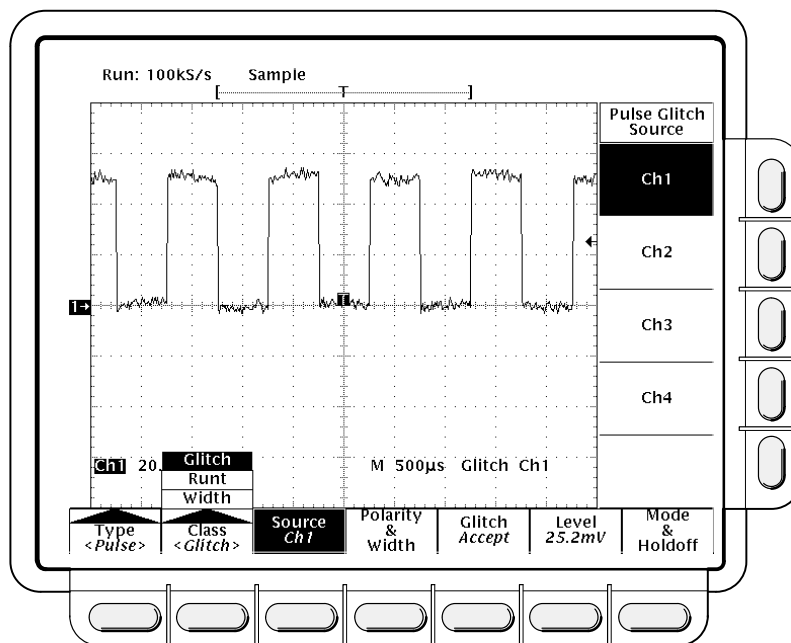 Run: 100kS/s Sample
[ T ]
Pulse Glitch
Source
Ch1
Ch2
Ch3
Ch4
1→
T
Ch1 20. M 500µs Glitch Ch1
Glitch
Runt
Width
Type
<Pulse>
Class
<Glitch>
Source
Ch1
Polarity
&
Width
Glitch
Accept
Level
25.2mV
Mode
&
Holdoff